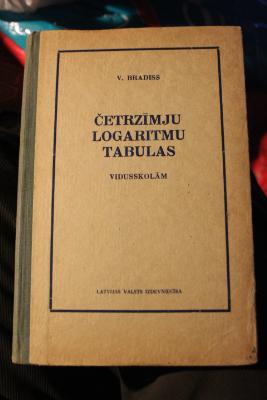 V. BRADISS
ČETRZĪMJU
LOGARITMU
TABULAS
VIDUSSKOLĀM
LATVIJAS VALSTS IZDEVNIECĪBA